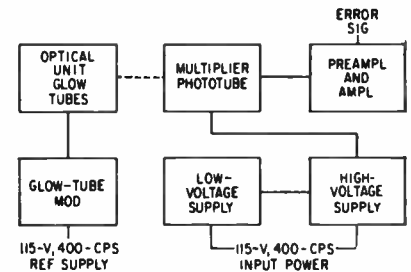 ERROR
SIG
OPTICAL
UNIT
GLOW
TUBES
MULTIPLIER
PHOTOTUBE
PREAMPL
AND
AMPL
GLOW-TUBE
MOD
LOW-
VOLTAGE
SUPPLY
HIGH-
VOLTAGE
SUPPLY
115-V, 400-CPS
REF SUPPLY
115-V, 400-CPS
INPUT POWER